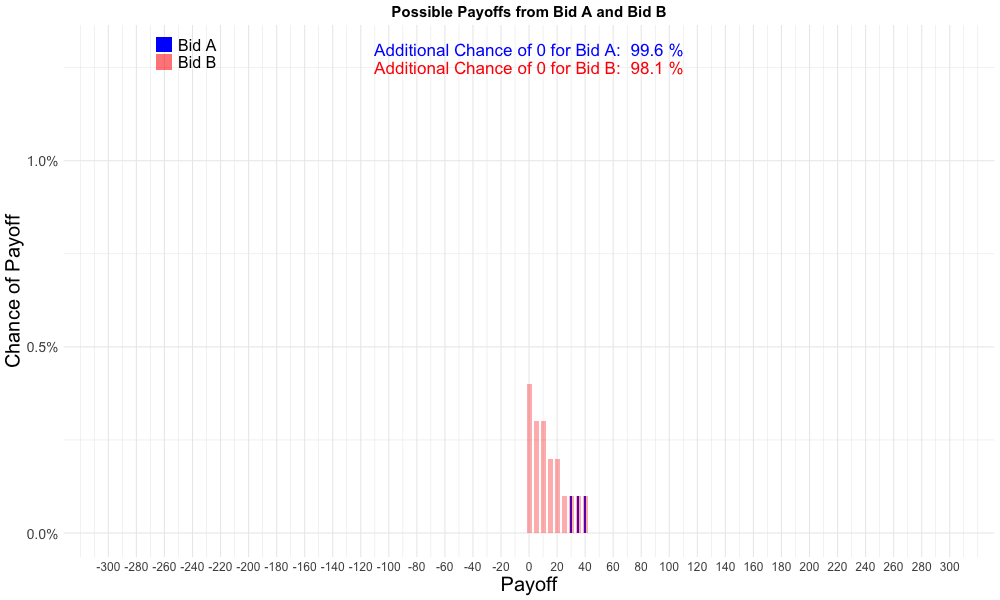 Possible Payoffs from Bid A and Bid B
Bid A
Bid B
Additional Chance of 0 for Bid A:  99.6 %
Additional Chance of 0 for Bid B:  98.1 %
Chance of Payoff
1.0%
0.5%
0.0%
-300 -280 -260 -240 -220 -200 -180 -160 -140 -120 -100 -80 -60 -40 -20 0 20 40 60 80 100 120 140 160 180 200 220 240 260 280 300
Payoff